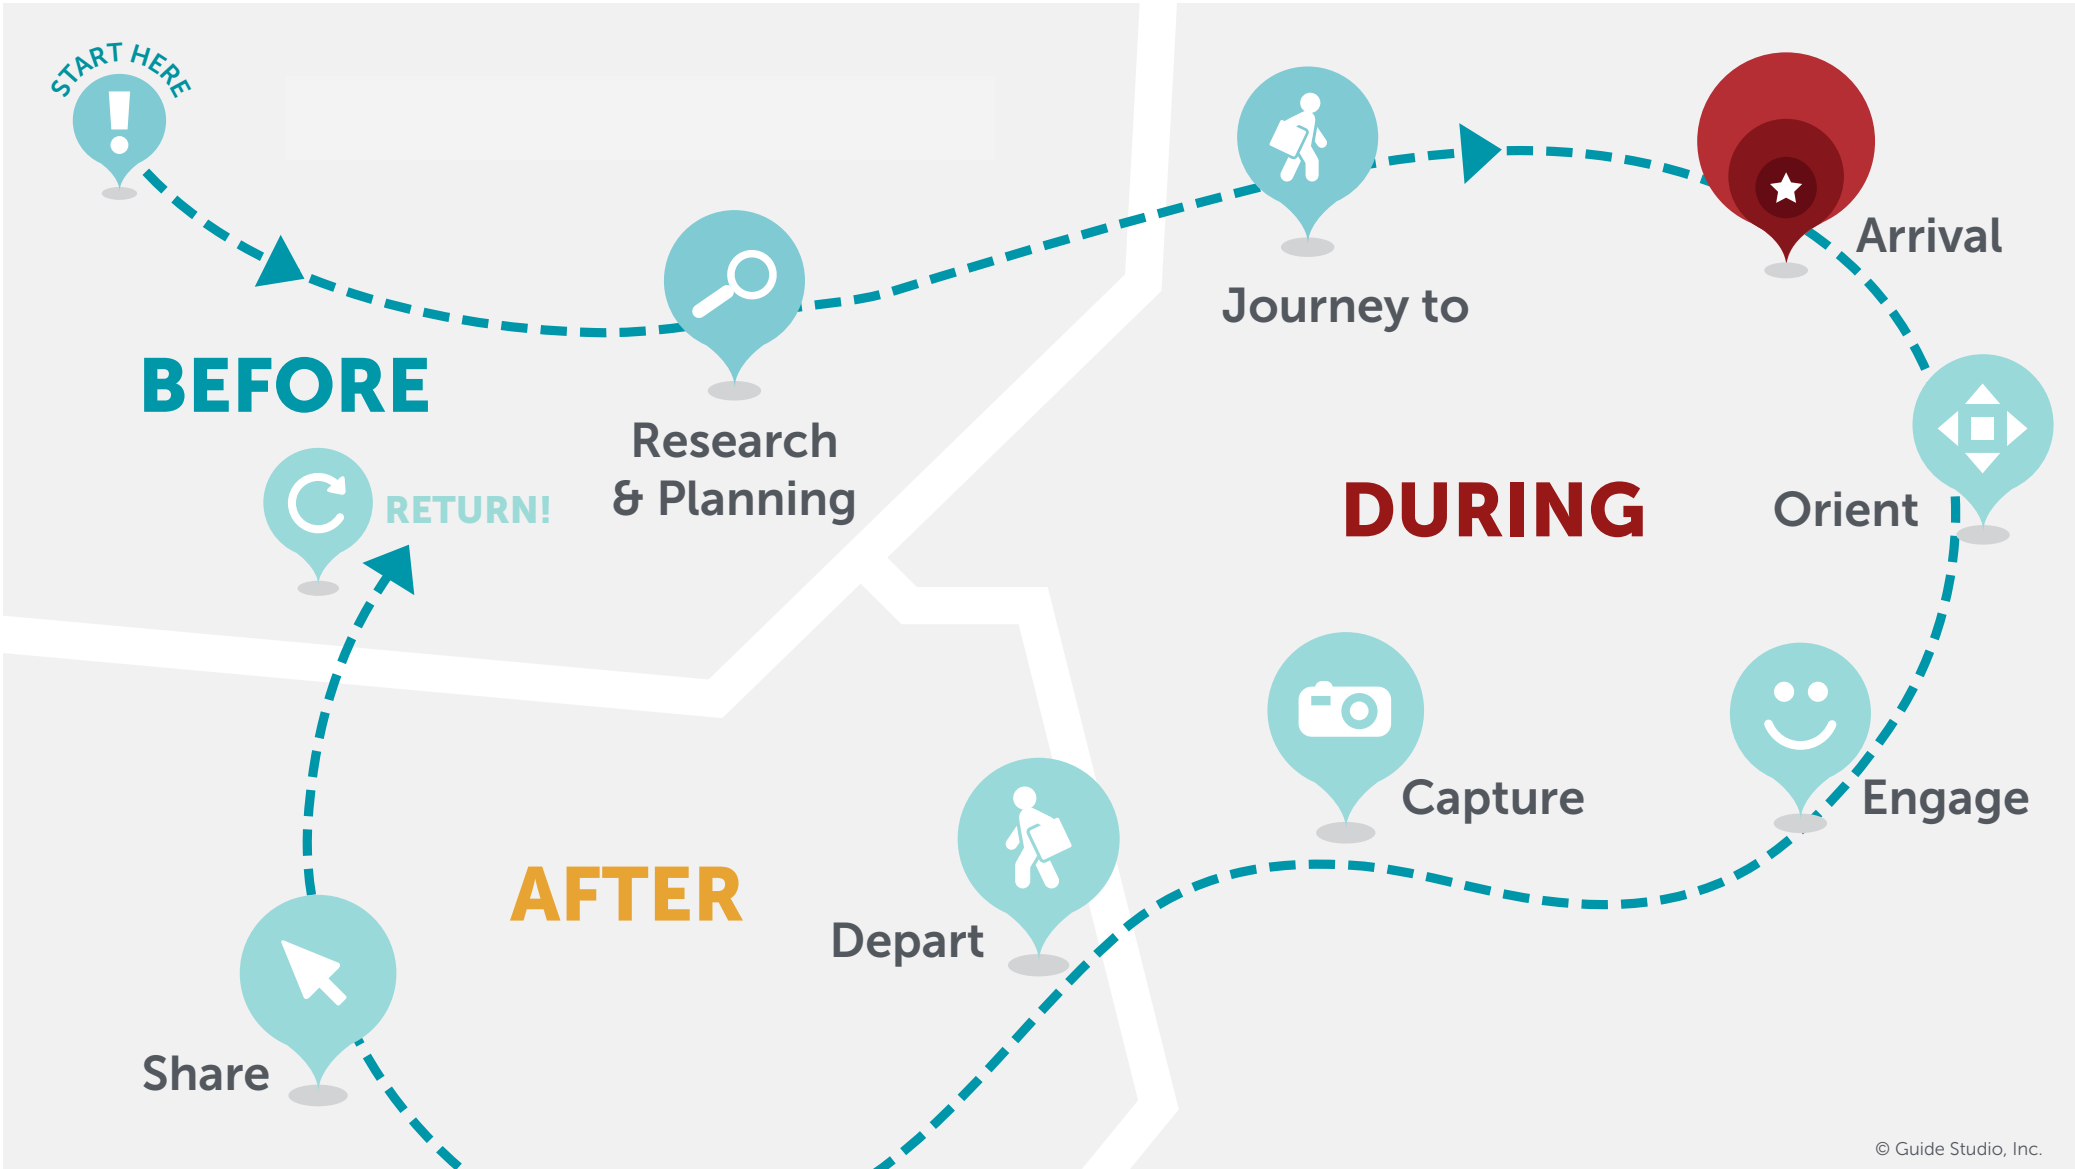 START HERE
BEFORE
RETURN!
Research
& Planning
Journey to
Arrival
DURING
Orient
Capture
Engage
AFTER
Depart
Share
© Guide Studio, Inc.